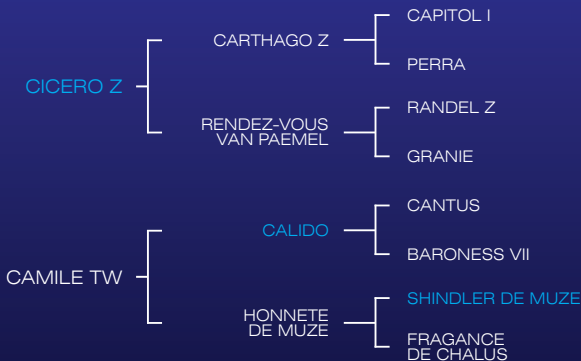 CAPITOL I
CARTHAGO Z
PERRA
CICERO Z
RANDEL Z
RENDEZ-VOUS
VAN PAEMEL
GRANIE
CANTUS
CALIDO
BARONESS VII
CAMILE TW
SHINDLER DE MUZE
HONNETE
DE MUZE
FRAGANCE
DE CHALUS